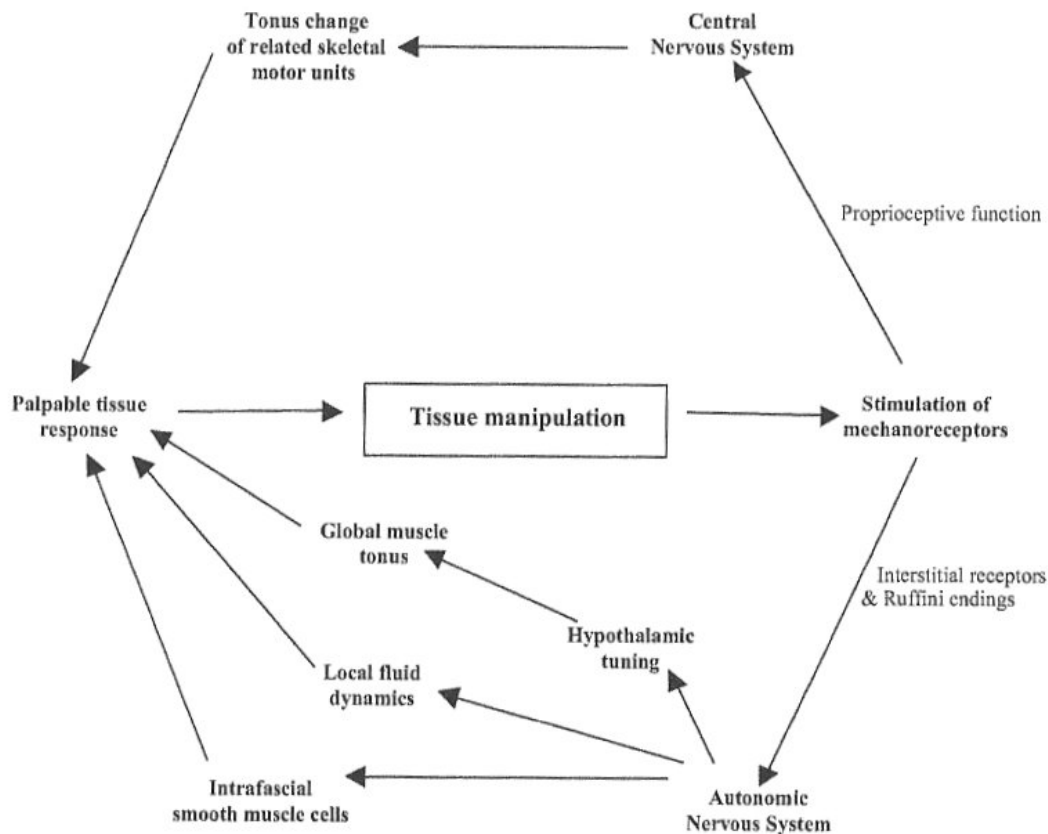 Tonus change
of related skeletal
motor units
Central
Nervous System
Proprioceptive function
Palpable tissue
response
Tissue manipulation
Stimulation of
mechanoreceptors
Global muscle
tonus
Interstitial receptors
& Ruffini endings
Hypothalamic
tuning
Local fluid
dynamics
Intrafascial
smooth muscle cells
Autonomic
Nervous System